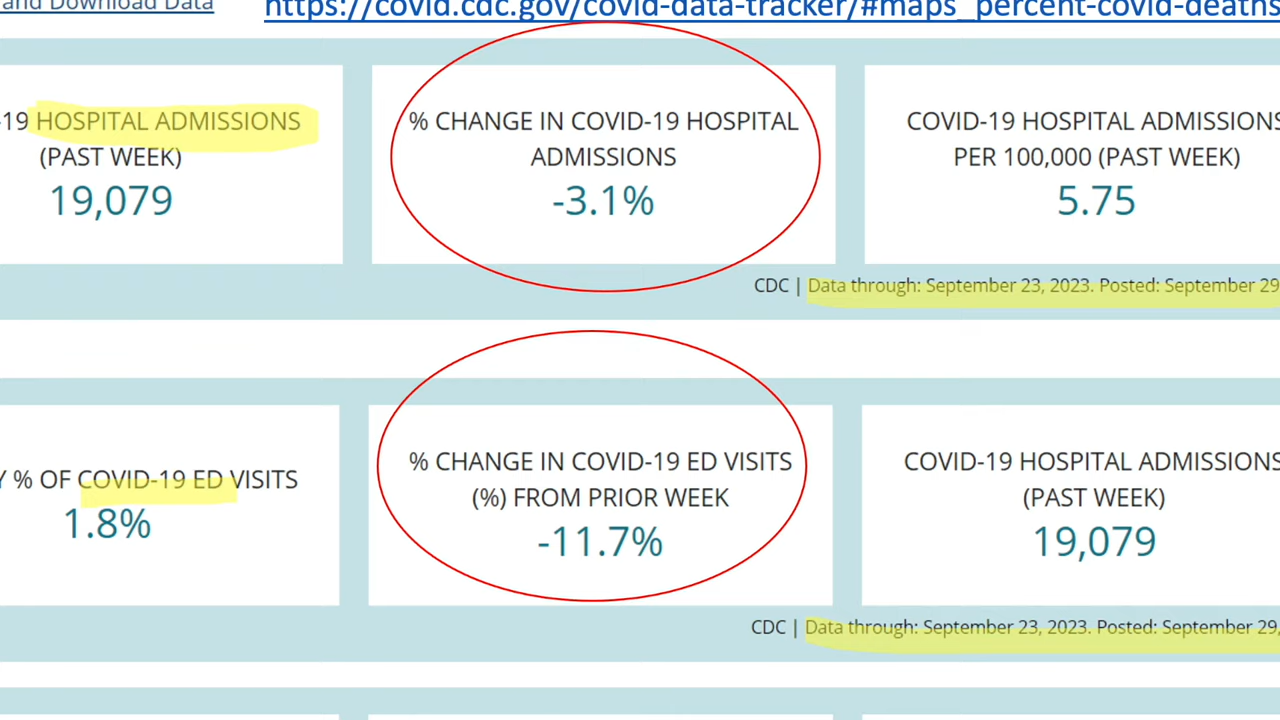 and Download Data
https://covid.cdc.gov/covid-data-tracker/#maps_percent-covid-deaths
-19 HOSPITAL ADMISSIONS
(PAST WEEK)
19,079
% CHANGE IN COVID-19 HOSPITAL
ADMISSIONS
-3.1%
COVID-19 HOSPITAL ADMISSIONS
PER 100,000 (PAST WEEK)
5.75
CDC | Data through: September 23, 2023. Posted: September 29
Y % OF COVID-19 ED VISITS
1.8%
% CHANGE IN COVID-19 ED VISITS
(%) FROM PRIOR WEEK
-11.7%
COVID-19 HOSPITAL ADMISSIONS
(PAST WEEK)
19,079
CDC | Data through: September 23, 2023. Posted: September 29,